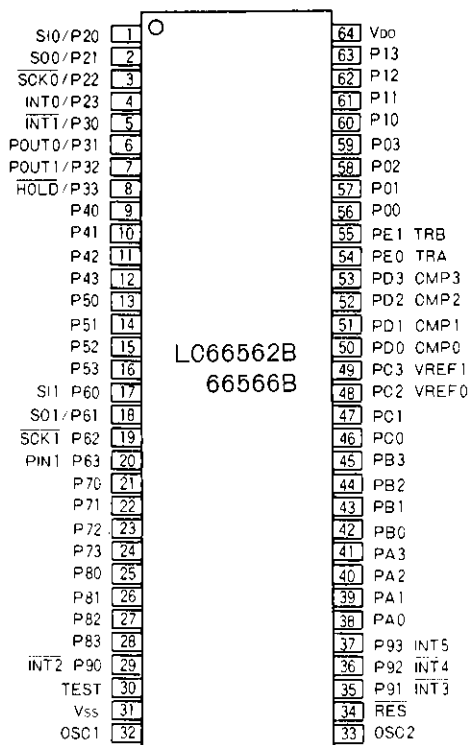 SI0/P20 1
SO0/P21 2
SCK0/P22 3
INT0/P23 4
INT1/P30 5
POUT0/P31 6
POUT1/P32 7
HOLD/P33 8
P40 9
P41 10
P42 11
P43 12
P50 13
P51 14
P52 15
P53 16
SI1 P60 17
SO1/P61 18
SCK1 P62 19
PIN1 P63 20
P70 21
P71 22
P72 23
P73 24
P80 25
P81 26
P82 27
P83 28
INT2 P90 29
TEST 30
Vss 31
OSC1 32
LC66562B
66566B
64 VDD
63 P13
62 P12
61 P11
60 P10
59 P03
58 P02
57 P01
56 P00
55 PE1 TRB
54 PE0 TRA
53 PD3 CMP3
52 PD2 CMP2
51 PD1 CMP1
50 PD0 CMP0
49 PC3 VREF1
48 PC2 VREF0
47 PC1
46 PC0
45 PB3
44 PB2
43 PB1
42 PB0
41 PA3
40 PA2
39 PA1
38 PA0
37 P93 INT5
36 P92 INT4
35 P91 INT3
34 RES
33 OSC2